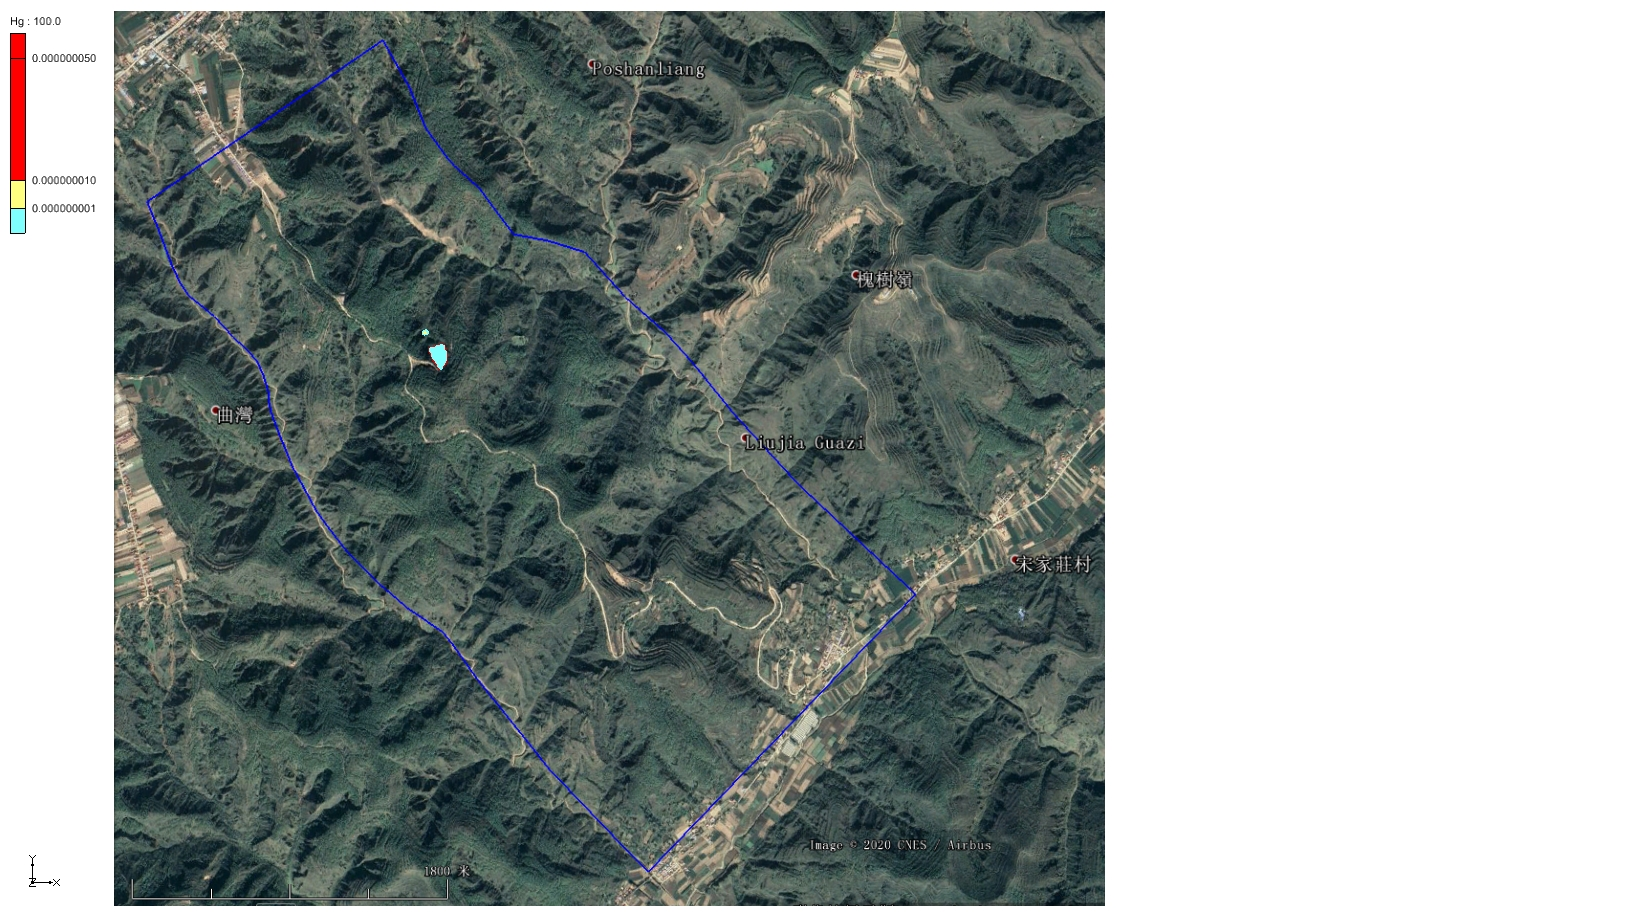 Hg : 100.0
0.000000050
0.000000010
0.000000001
Poshanliang
槐樹嶺
曲灣
Liujia Guazi
宋家莊村
Image © 2020 CNES / Airbus
1800 米
Y
Z
X